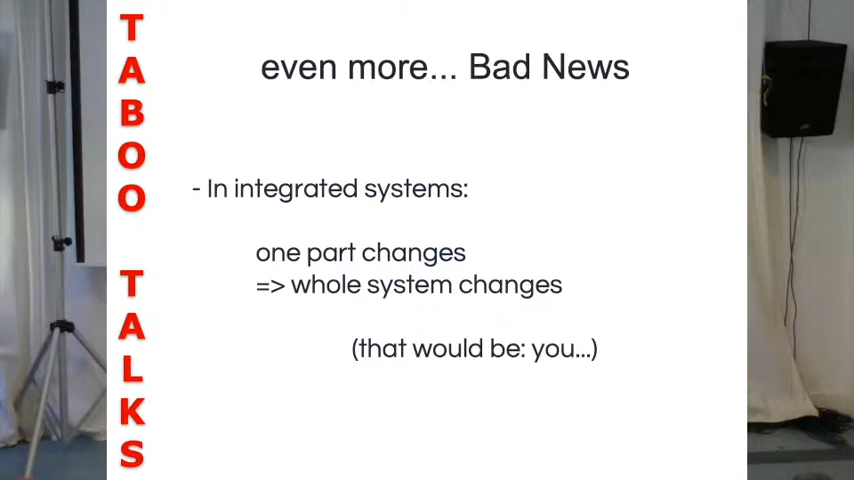 TABOO TALKS
even more... Bad News
- In integrated systems:
one part changes
=> whole system changes
(that would be: you...)